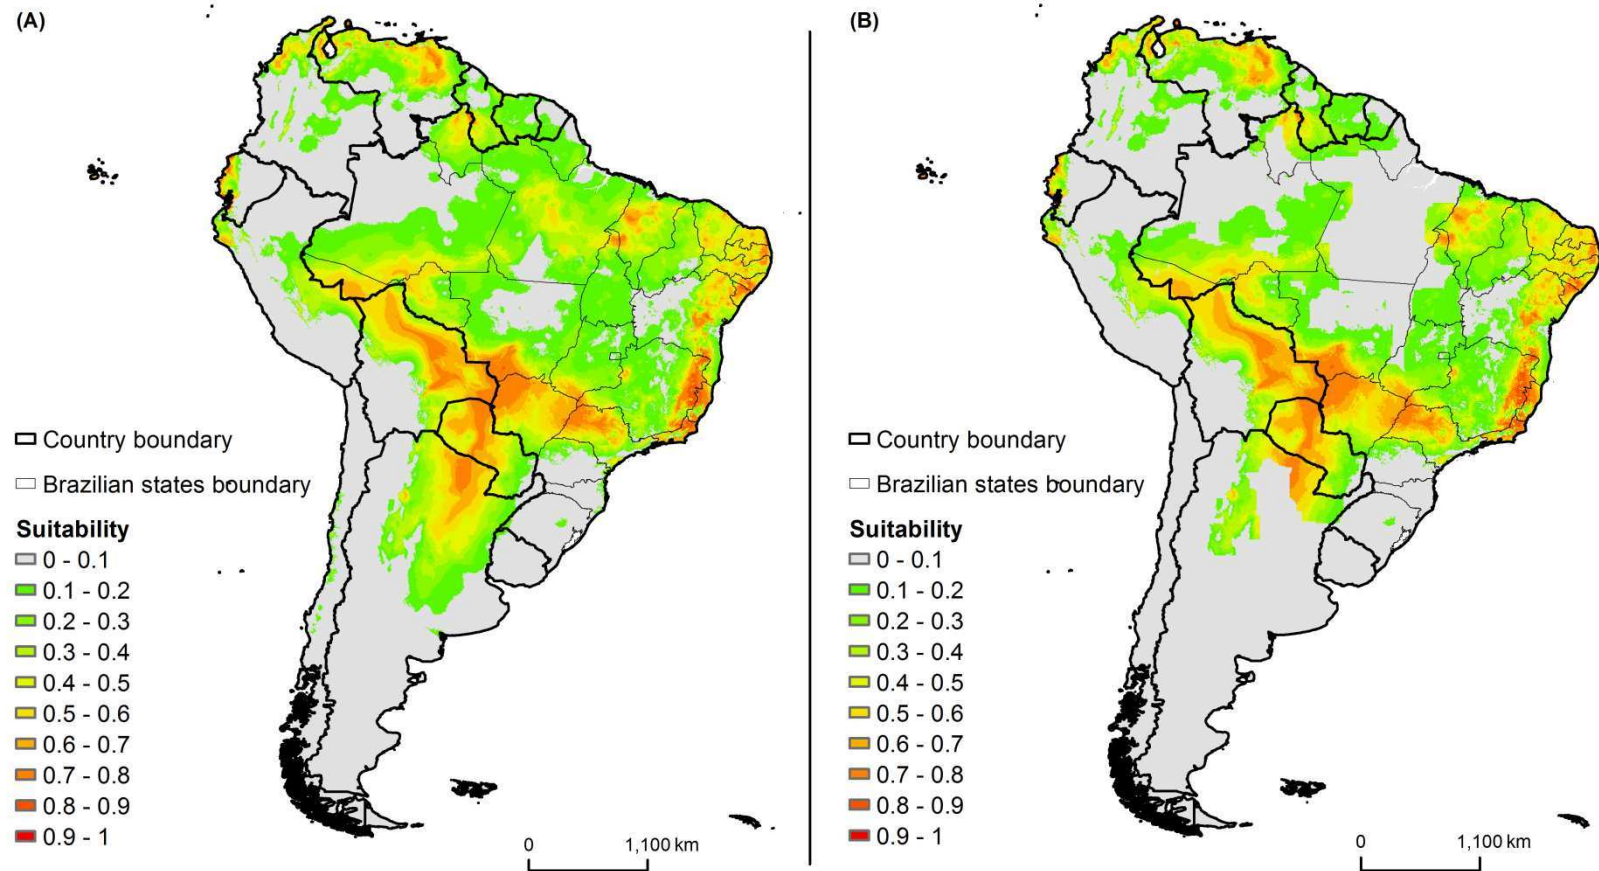 (A)
Country boundary
Brazilian states boundary
Suitability
0 - 0.1
0.1 - 0.2
0.2 - 0.3
0.3 - 0.4
0.4 - 0.5
0.5 - 0.6
0.6 - 0.7
0.7 - 0.8
0.8 - 0.9
0.9 - 1
0 1,100 km
(B)
Country boundary
Brazilian states boundary
Suitability
0 - 0.1
0.1 - 0.2
0.2 - 0.3
0.3 - 0.4
0.4 - 0.5
0.5 - 0.6
0.6 - 0.7
0.7 - 0.8
0.8 - 0.9
0.9 - 1
0 1,100 km